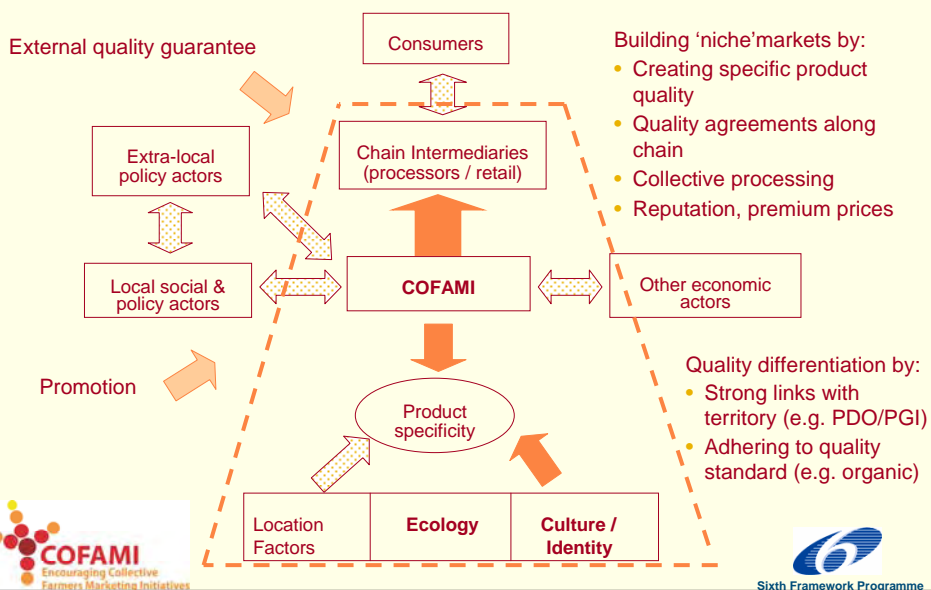 External quality guarantee
Consumers
Building ‘niche’markets by:
• Creating specific product
quality
• Quality agreements along
chain
• Collective processing
• Reputation, premium prices
Extra-local
policy actors
Chain Intermediaries
(processors / retail)
Local social &
policy actors
COFAMI
Other economic
actors
Promotion
Quality differentiation by:
• Strong links with
territory (e.g. PDO/PGI)
• Adhering to quality
standard (e.g. organic)
Product
specificity
Location
Factors
Ecology
Culture /
Identity
COFAMI
Encouraging Collective
Farmers Marketing Initiatives
6
Sixth Framework Programme